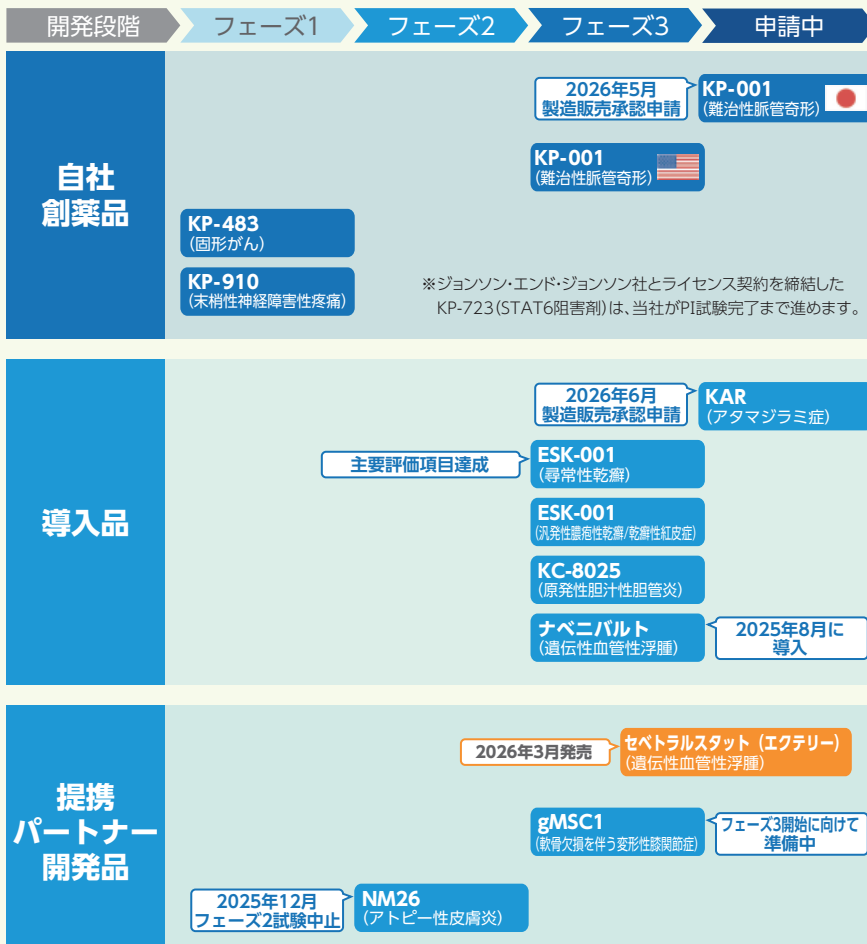 開発段階
フェーズ1
フェーズ2
フェーズ3
申請中
自社
創薬品
2026年5月
製造販売承認申請
KP-001
(難治性脈管奇形)
KP-001
(難治性脈管奇形)
KP-483
(固形がん)
KP-910
(末梢性神経障害性疼痛)
※ジョンソン・エンド・ジョンソン社とライセンス契約を締結した
KP-723(STAT6阻害剤)は、当社がPI試験完了まで進めます。
導入品
2026年6月
製造販売承認申請
KAR
(アタマジラミ症)
主要評価項目達成
ESK-001
(尋常性乾癬)
ESK-001
(汎発性膿疱性乾癬/乾癬性紅皮症)
KC-8025
(原発性胆汁性胆管炎)
ナベニバルト
(遺伝性血管性浮腫)
2025年8月に
導入
提携
パートナー
開発品
2026年3月発売
セベトラルスタット(エクテリー)
(遺伝性血管性浮腫)
gMSC1
(軟骨欠損を伴う変形性膝関節症)
フェーズ3開始に向けて
準備中
2025年12月
フェーズ2試験中止
NM26
(アトピー性皮膚炎)